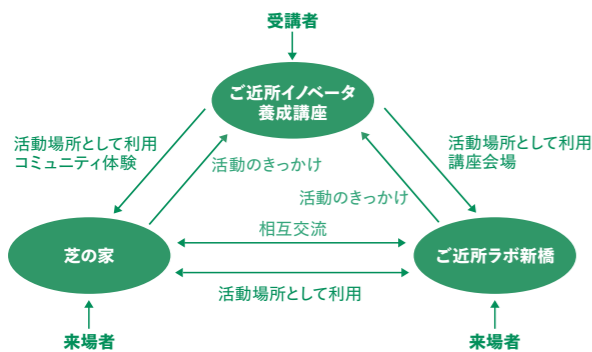 受講者
ご近所イノベータ
養成講座
活動場所として利用
コミュニティ体験
活動のきっかけ
活動場所として利用
講座会場
活動のきっかけ
相互交流
芝の家
ご近所ラボ新橋
活動場所として利用
来場者
来場者